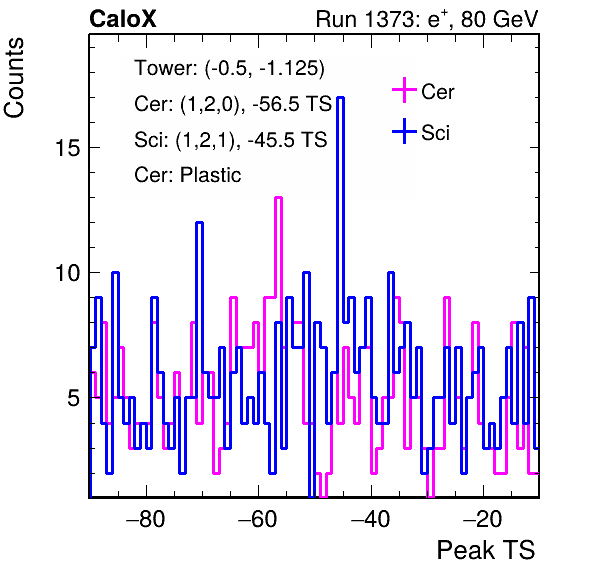 CaloX Run 1373: e⁺, 80 GeV
Counts
Tower: (-0.5, -1.125)
Cer: (1,2,0), -56.5 TS
Sci: (1,2,1), -45.5 TS
Cer: Plastic
Cer
Sci
15
10
5
−80 −60 −40 −20
Peak TS